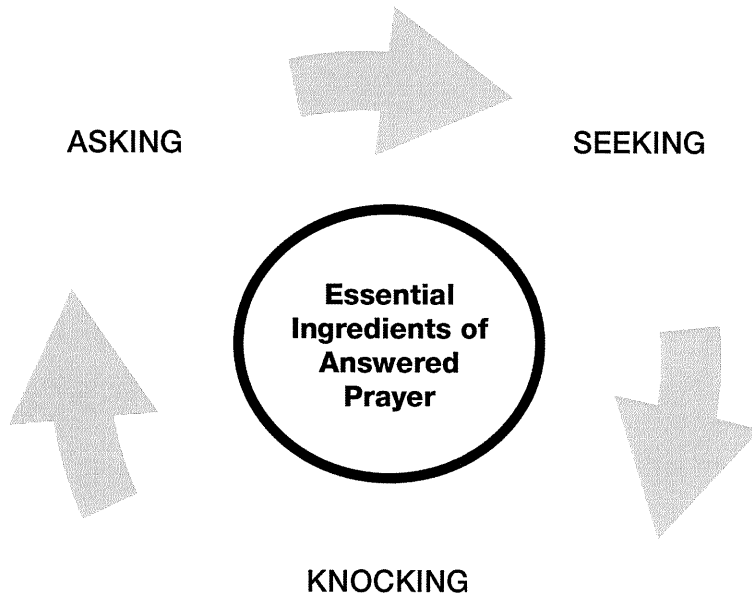 ASKING
SEEKING
Essential
Ingredients of
Answered
Prayer
KNOCKING